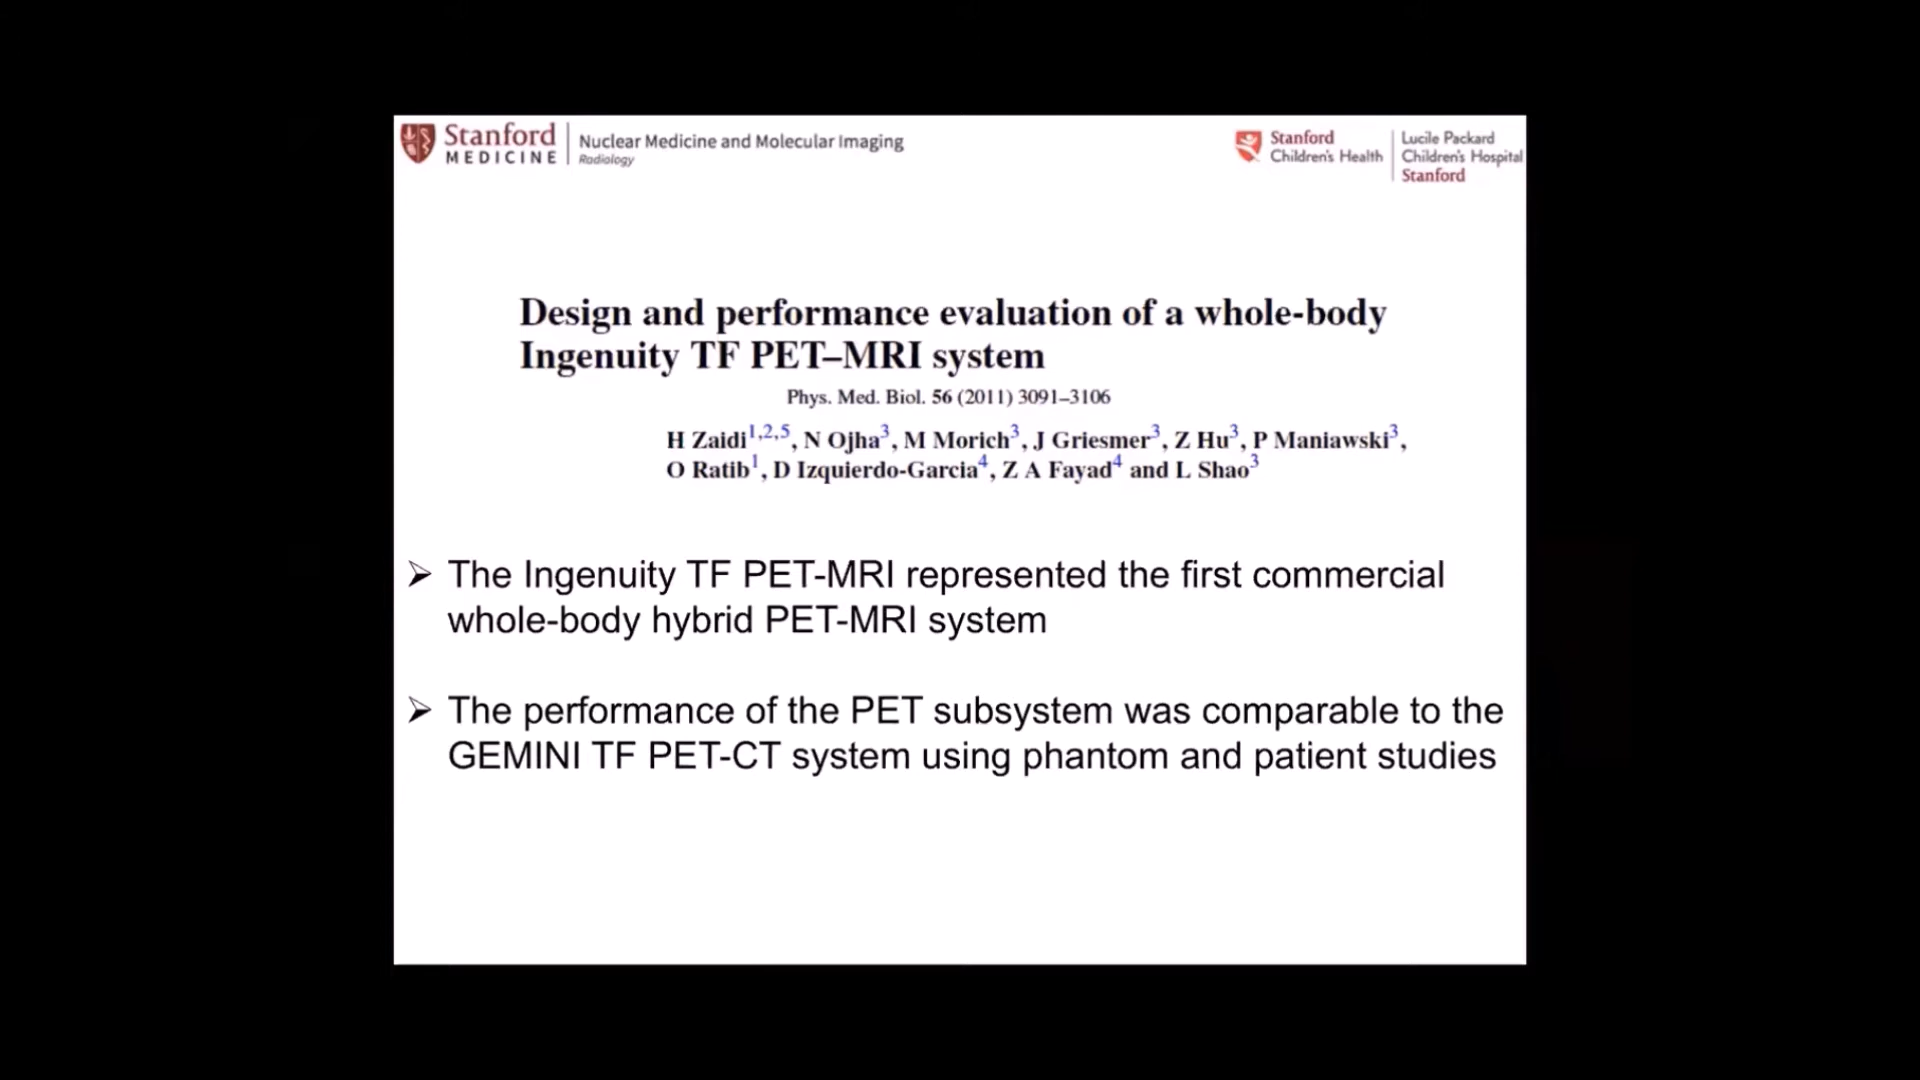 Stanford MEDICINE
Nuclear Medicine and Molecular Imaging
Radiology
Stanford Children's Health
Lucile Packard Children's Hospital Stanford
Design and performance evaluation of a whole-body
Ingenuity TF PET–MRI system
Phys. Med. Biol. 56 (2011) 3091–3106
H Zaidi1,2,5, N Ojha3, M Morich3, J Griesmer3, Z Hu3, P Maniawski3,
O Ratib1, D Izquierdo-Garcia4, Z A Fayad4 and L Shao3
➢ The Ingenuity TF PET-MRI represented the first commercial
whole-body hybrid PET-MRI system
➢ The performance of the PET subsystem was comparable to the
GEMINI TF PET-CT system using phantom and patient studies